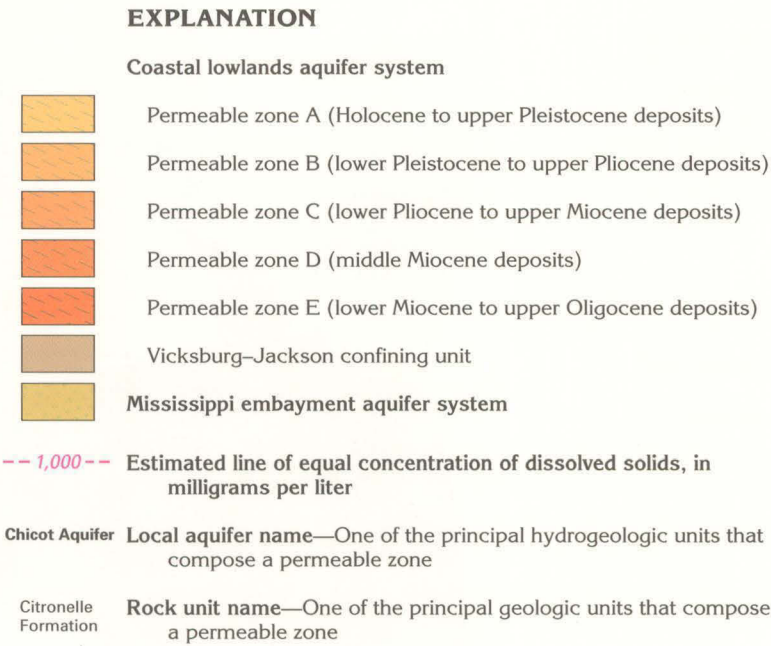 EXPLANATION
Coastal lowlands aquifer system
Permeable zone A (Holocene to upper Pleistocene deposits)
Permeable zone B (lower Pleistocene to upper Pliocene deposits)
Permeable zone C (lower Pliocene to upper Miocene deposits)
Permeable zone D (middle Miocene deposits)
Permeable zone E (lower Miocene to upper Oligocene deposits)
Vicksburg–Jackson confining unit
Mississippi embayment aquifer system
– – 1,000 – – Estimated line of equal concentration of dissolved solids, in
milligrams per liter
Chicot Aquifer Local aquifer name—One of the principal hydrogeologic units that
compose a permeable zone
Citronelle
Formation
Rock unit name—One of the principal geologic units that compose
a permeable zone